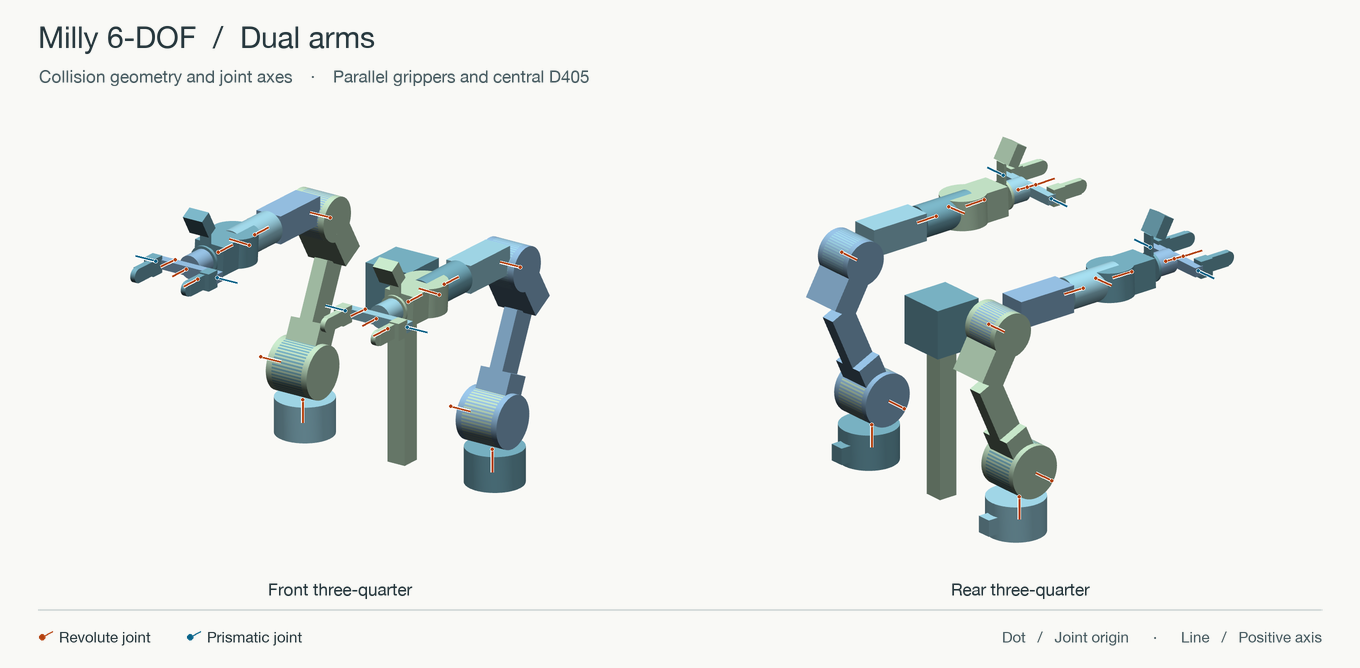 Milly 6-DOF / Dual arms
Collision geometry and joint axes · Parallel grippers and central D405
Front three-quarter
Rear three-quarter
Revolute joint
Prismatic joint
Dot / Joint origin · Line / Positive axis